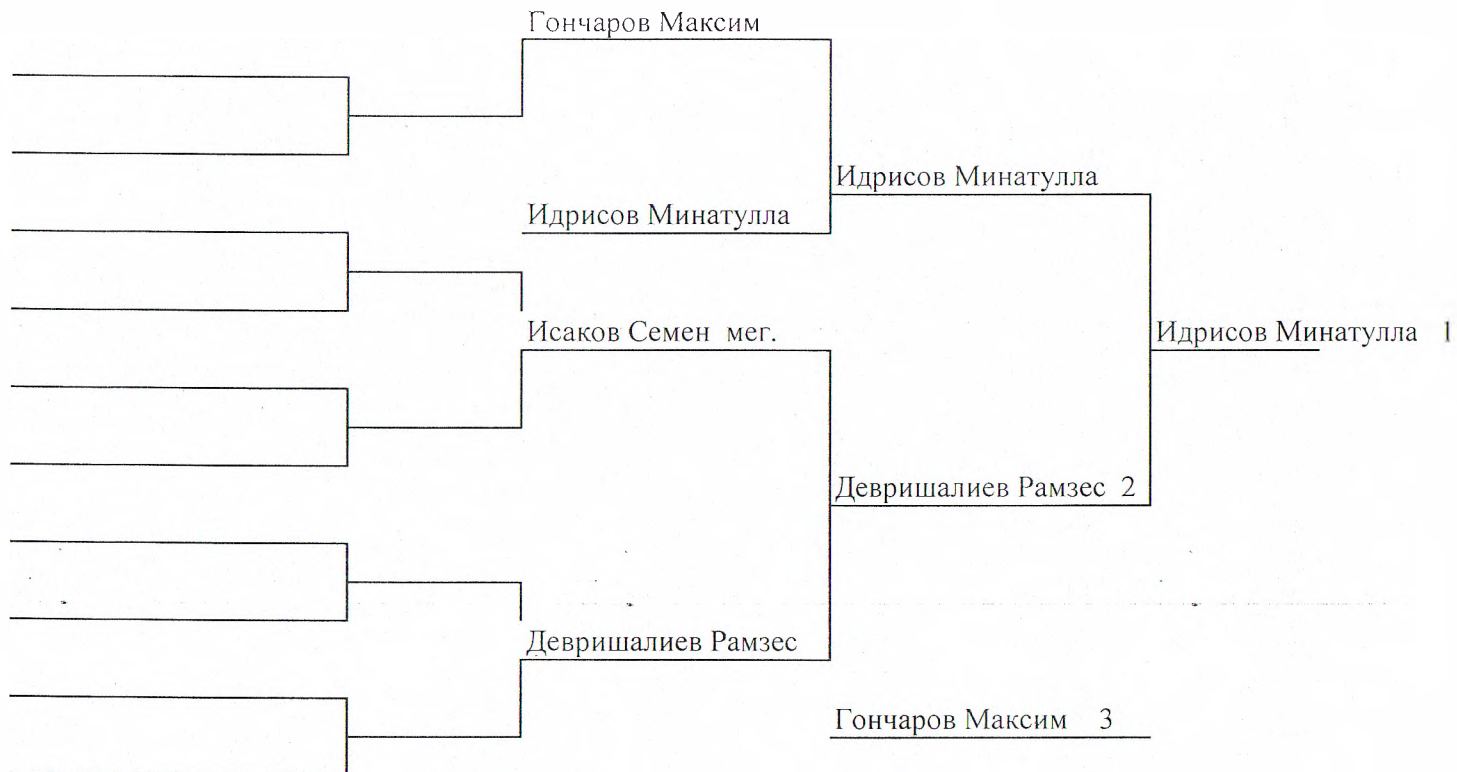 Гончаров Максим
Идрисов Минатулла
Идрисов Минатулла
Исаков Семен мег.
Идрисов Минатулла 1
Девришалиев Рамзес 2
Девришалиев Рамзес
Гончаров Максим 3